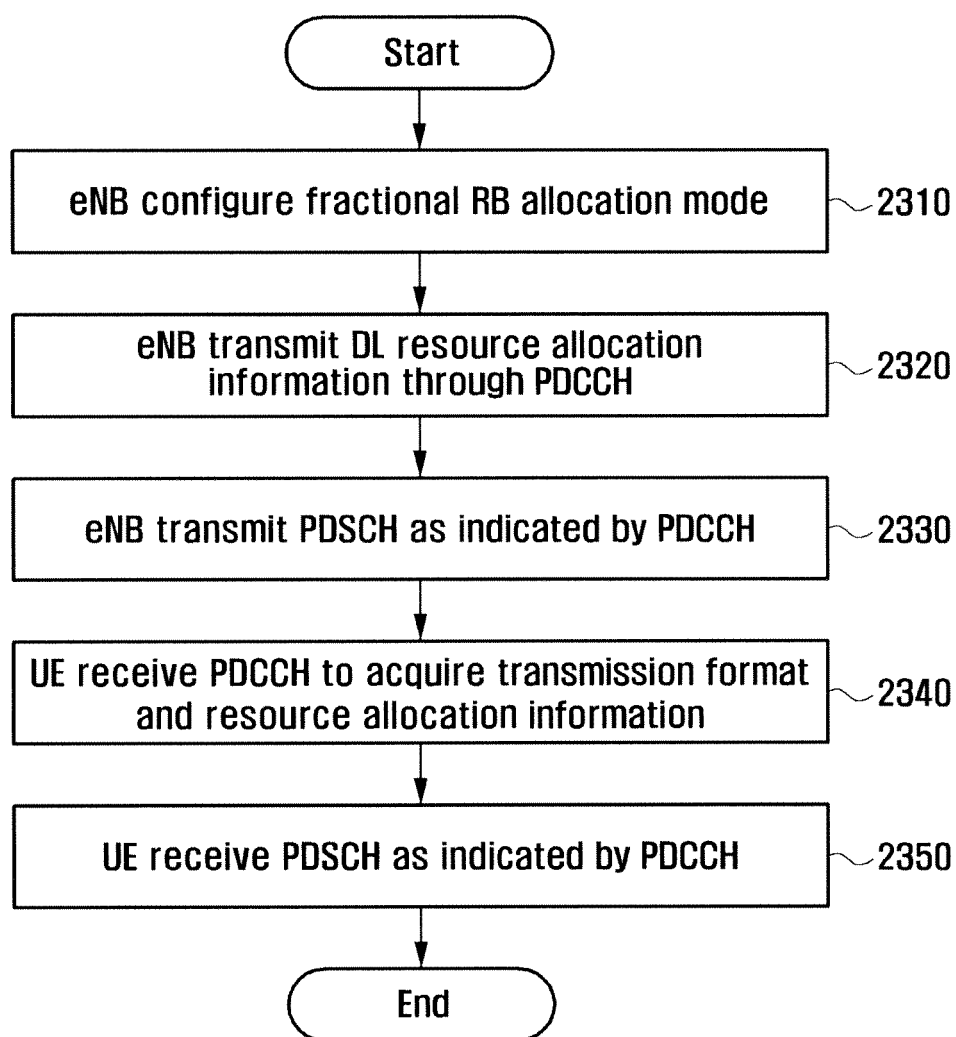 Start
eNB configure fractional RB allocation mode
2310
eNB transmit DL resource allocation
information through PDCCH
2320
eNB transmit PDSCH as indicated by PDCCH
2330
UE receive PDCCH to acquire transmission format
and resource allocation information
2340
UE receive PDSCH as indicated by PDCCH
2350
End